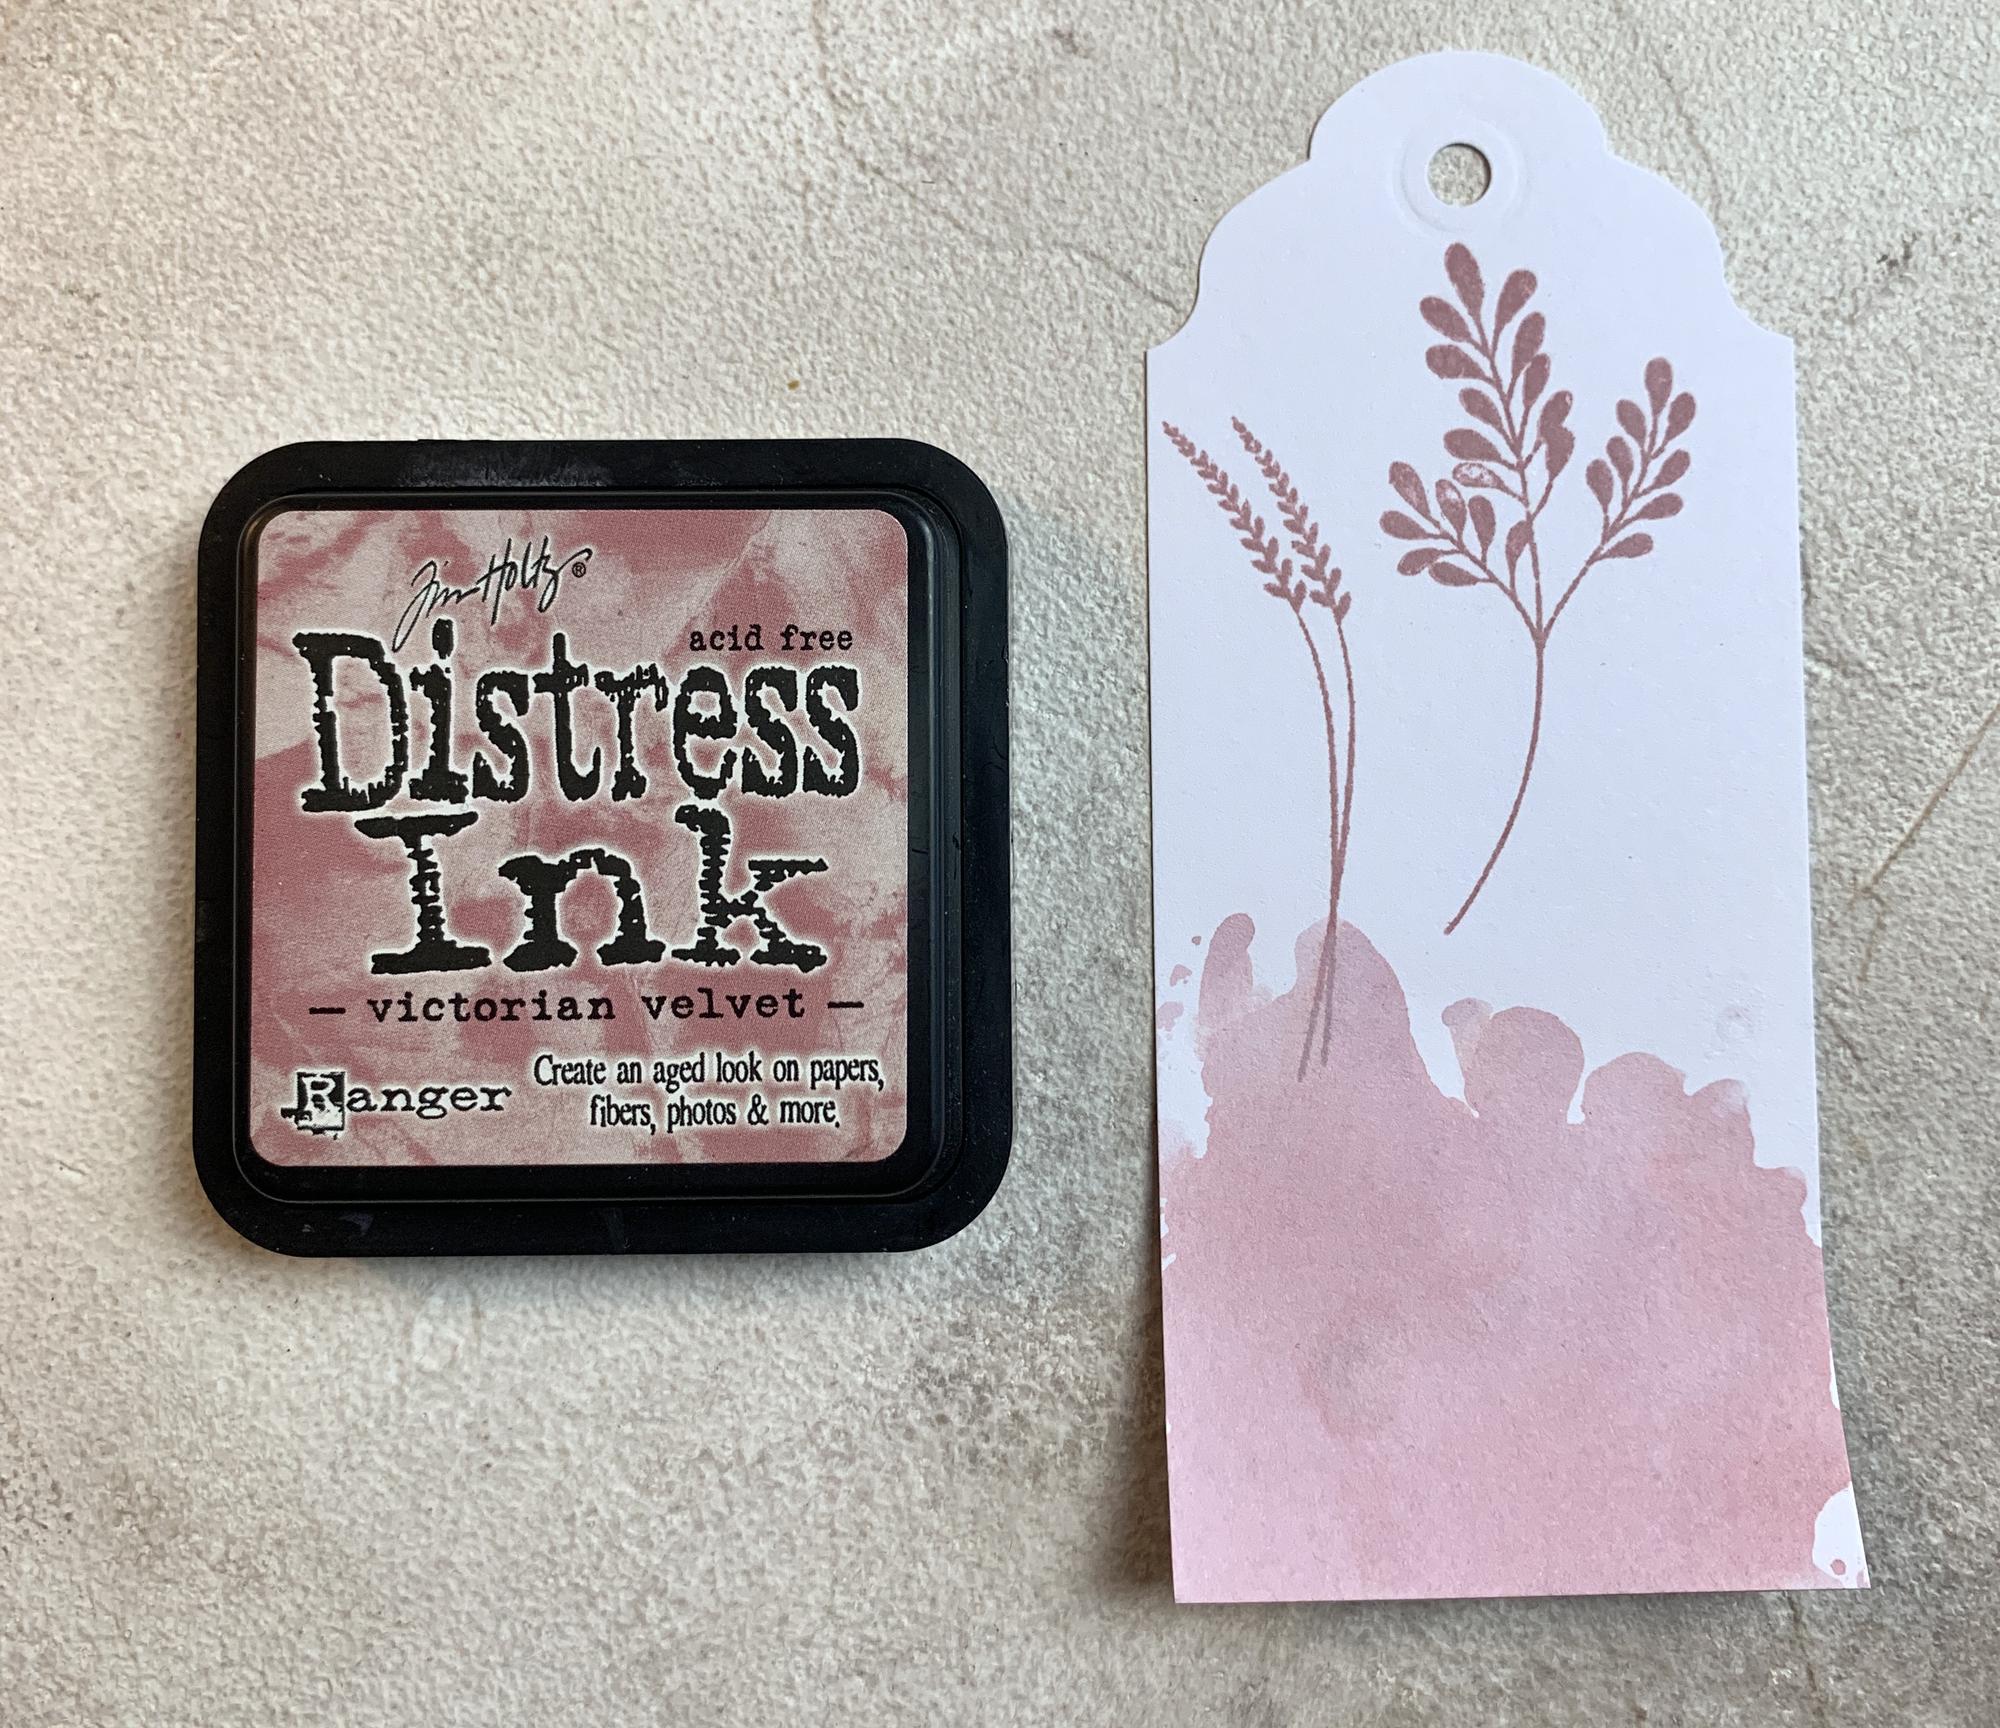 Tim Holtz®
acid free
Distress
Ink
— victorian velvet —
Ranger
Create an aged look on papers,
fibers, photos & more.